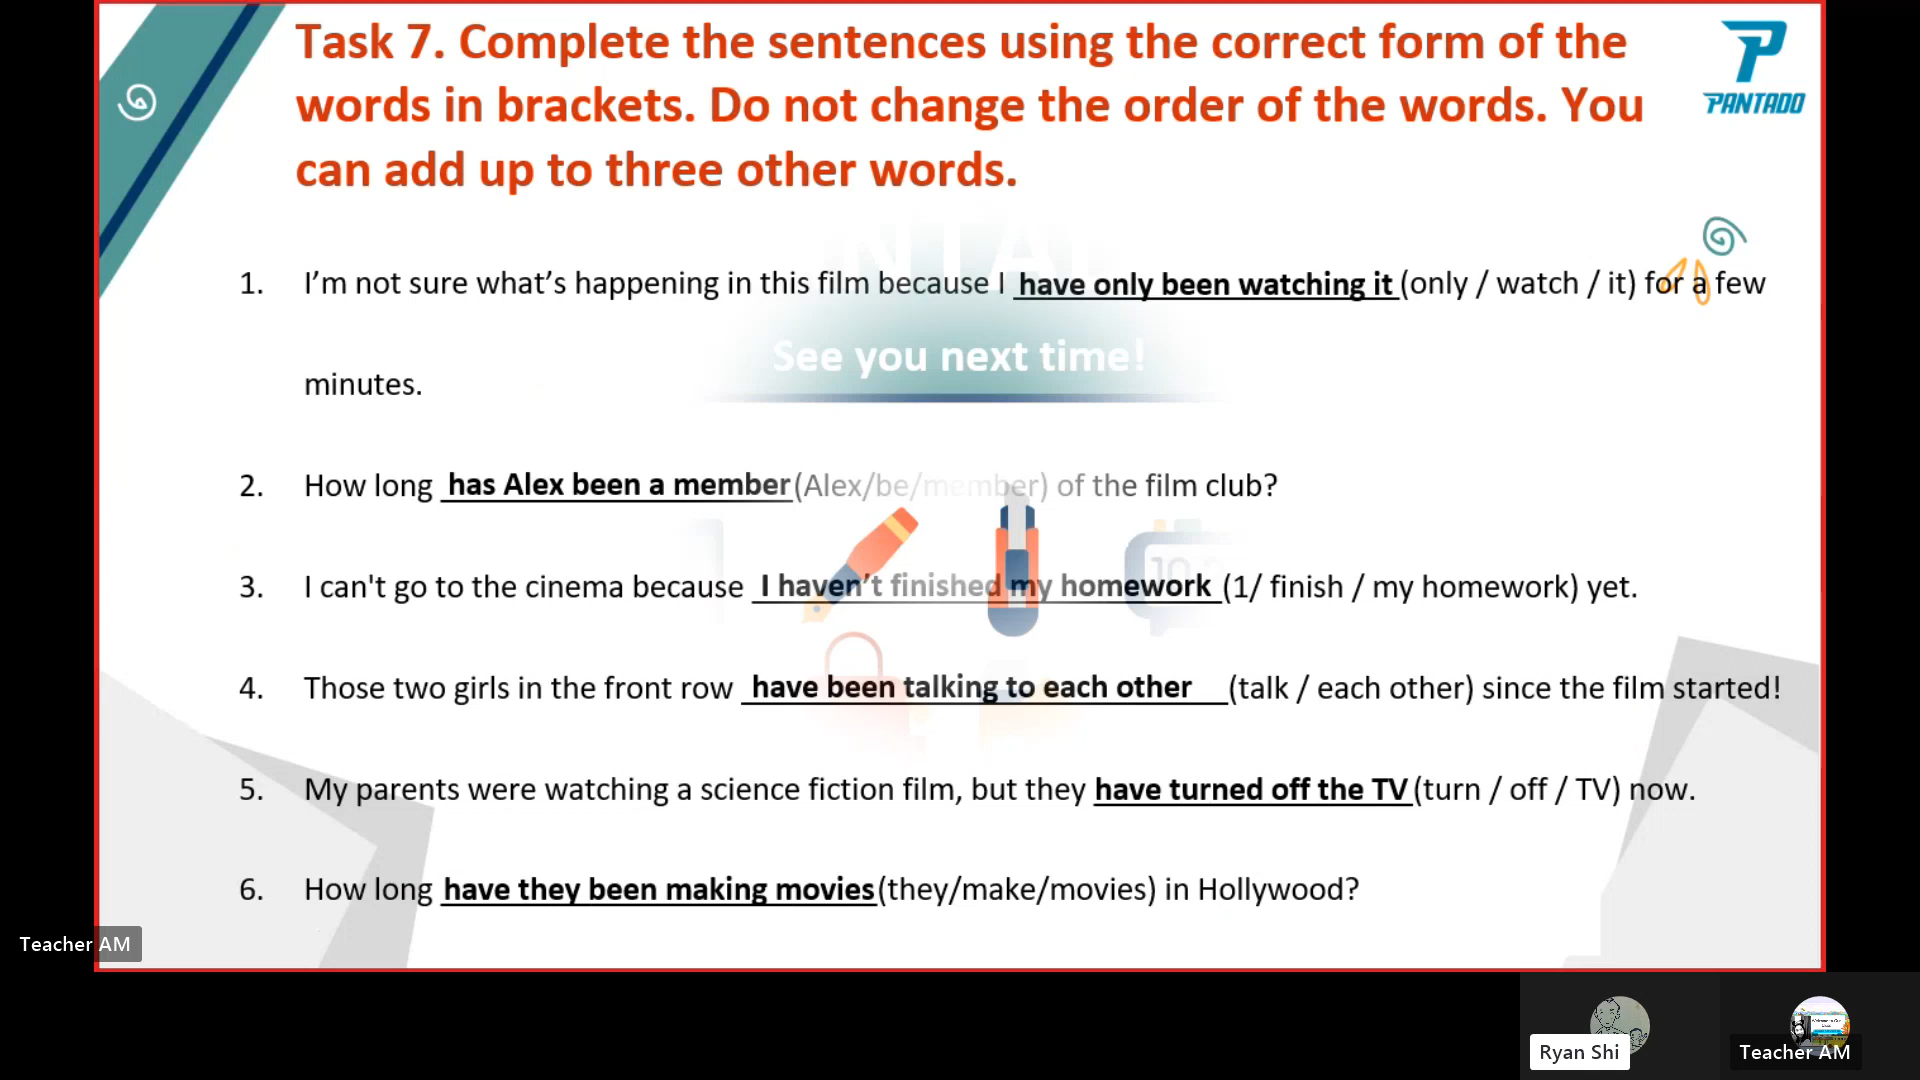 Task 7. Complete the sentences using the correct form of the
words in brackets. Do not change the order of the words. You
can add up to three other words.
PANTADO
1. I’m not sure what’s happening in this film because I have only been watching it (only / watch / it) for a few
See you next time!
minutes.
2. How long has Alex been a member (Alex/be/member) of the film club?
3. I can't go to the cinema because I haven’t finished my homework (1/ finish / my homework) yet.
4. Those two girls in the front row have been talking to each other (talk / each other) since the film started!
5. My parents were watching a science fiction film, but they have turned off the TV (turn / off / TV) now.
6. How long have they been making movies (they/make/movies) in Hollywood?
Teacher AM
Ryan Shi
Teacher AM